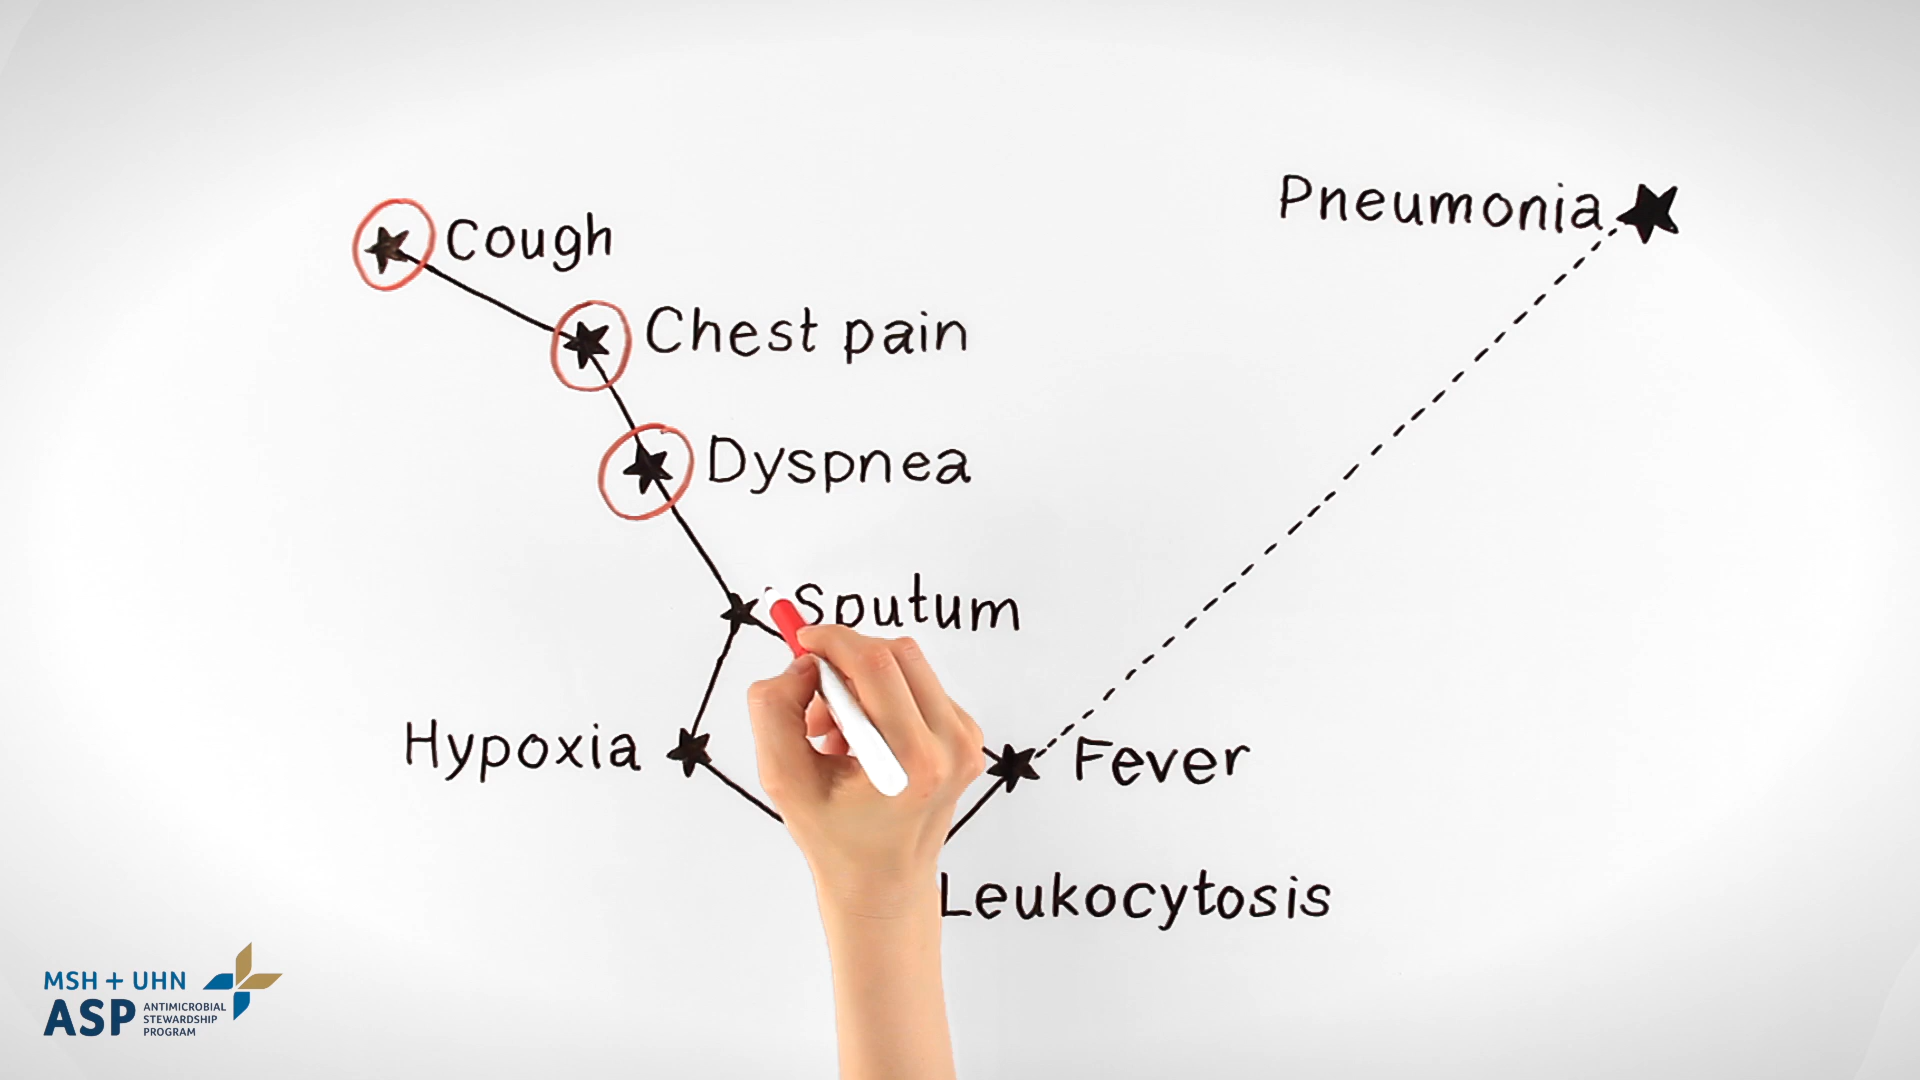 Pneumonia
Cough
Chest pain
Dyspnea
Sputum
Hypoxia
Fever
Leukocytosis
MSH + UHN
ASP ANTIMICROBIAL
STEWARDSHIP
PROGRAM